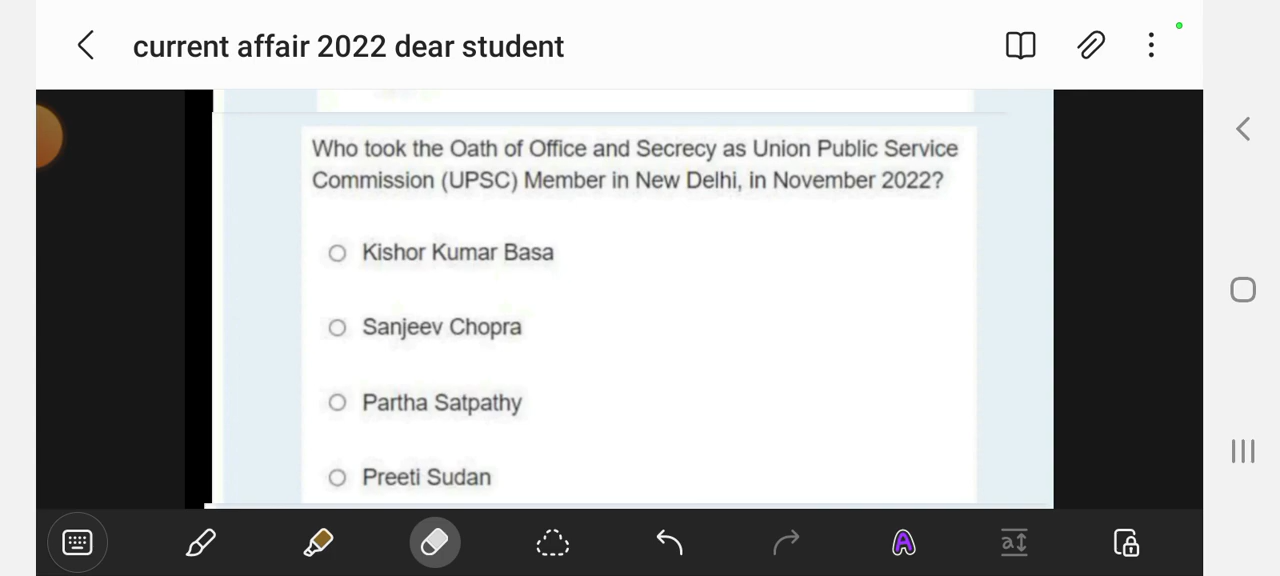 current affair 2022 dear student
Who took the Oath of Office and Secrecy as Union Public Service
Commission (UPSC) Member in New Delhi, in November 2022?
Kishor Kumar Basa
Sanjeev Chopra
Partha Satpathy
Preeti Sudan
A
a